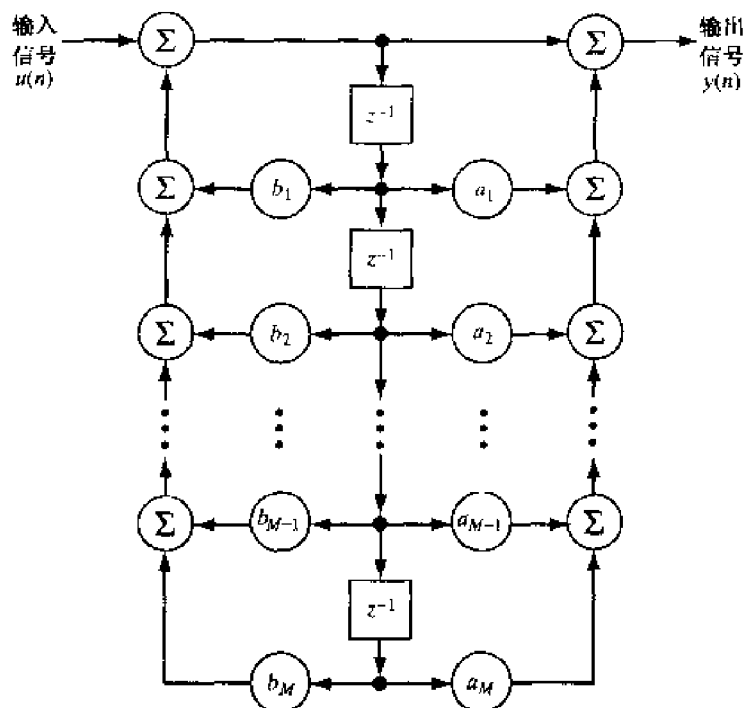 输入
信号
u(n)
Σ
Σ
输出
信号
y(n)
z⁻¹
Σ
b₁
a₁
Σ
z⁻¹
Σ
b₂
a₂
Σ
Σ
b_{M−1}
a_{M−1}
Σ
z⁻¹
b_M
a_M